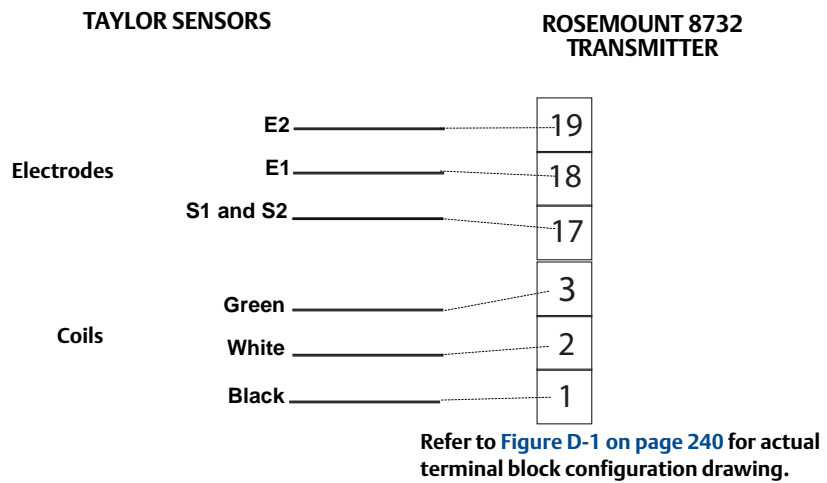 TAYLOR SENSORS
ROSEMOUNT 8732
TRANSMITTER
E2
19
Electrodes
E1
18
S1 and S2
17
Green
3
Coils
White
2
Black
1
Refer to Figure D-1 on page 240 for actual
terminal block configuration drawing.